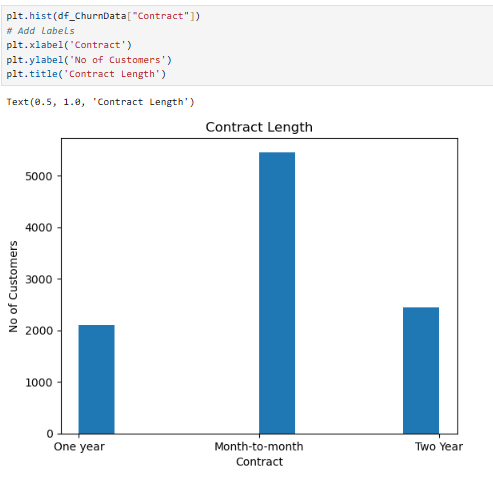 plt.hist(df_ChurnData["Contract"])
# Add labels
plt.xlabel('Contract')
plt.ylabel('No of Customers')
plt.title('Contract Length')
Text(0.5, 1.0, 'Contract Length')
Contract Length
No of Customers
5000
4000
3000
2000
1000
0
One year Month-to-month Two Year
Contract